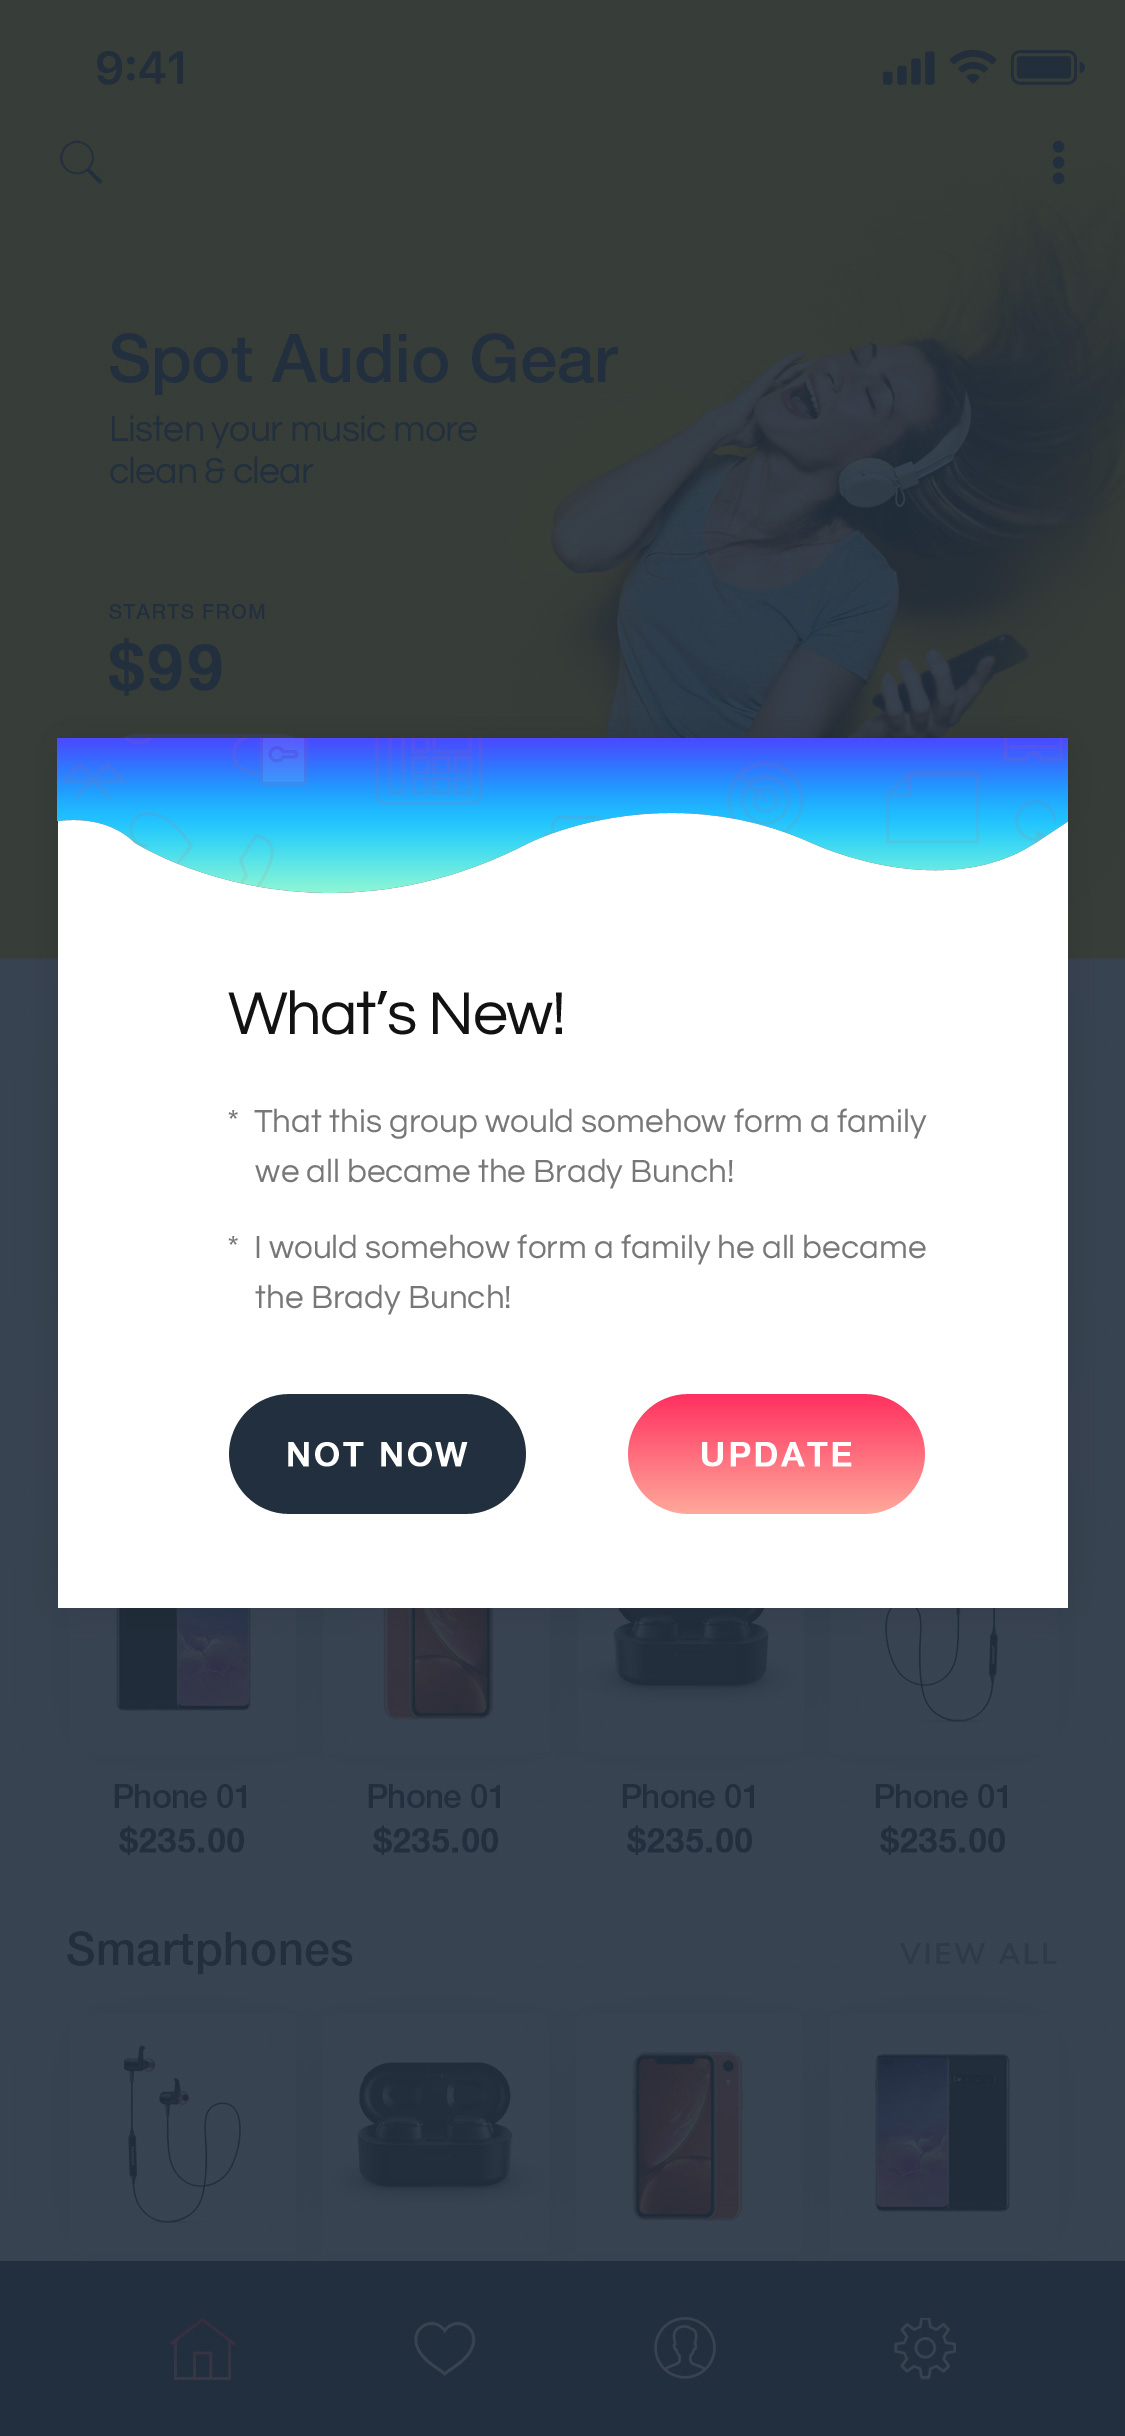 9:41
Spot Audio Gear
Listen your music more
clean & clear
STARTS FROM
$99
What’s New!
* That this group would somehow form a family
we all became the Brady Bunch!
* I would somehow form a family he all became
the Brady Bunch!
NOT NOW
UPDATE
Phone 01
Phone 01
Phone 01
Phone 01
$235.00
$235.00
$235.00
$235.00
Smartphones
VIEW ALL